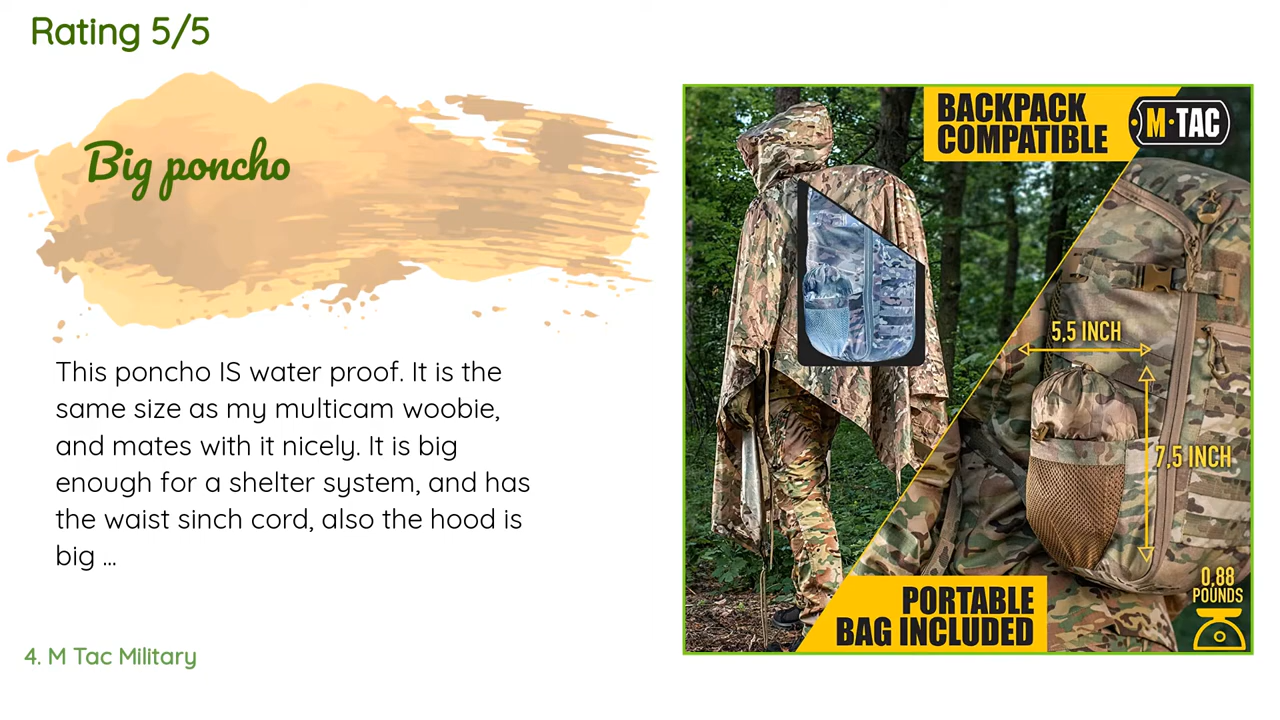 Rating 5/5
Big poncho
This poncho IS water proof. It is the
same size as my multicam woobie,
and mates with it nicely. It is big
enough for a shelter system, and has
the waist sinch cord, also the hood is
big ...
4. M Tac Military
BACKPACK
COMPATIBLE
M·TAC
5,5 INCH
7,5 INCH
0,88
POUNDS
PORTABLE
BAG INCLUDED